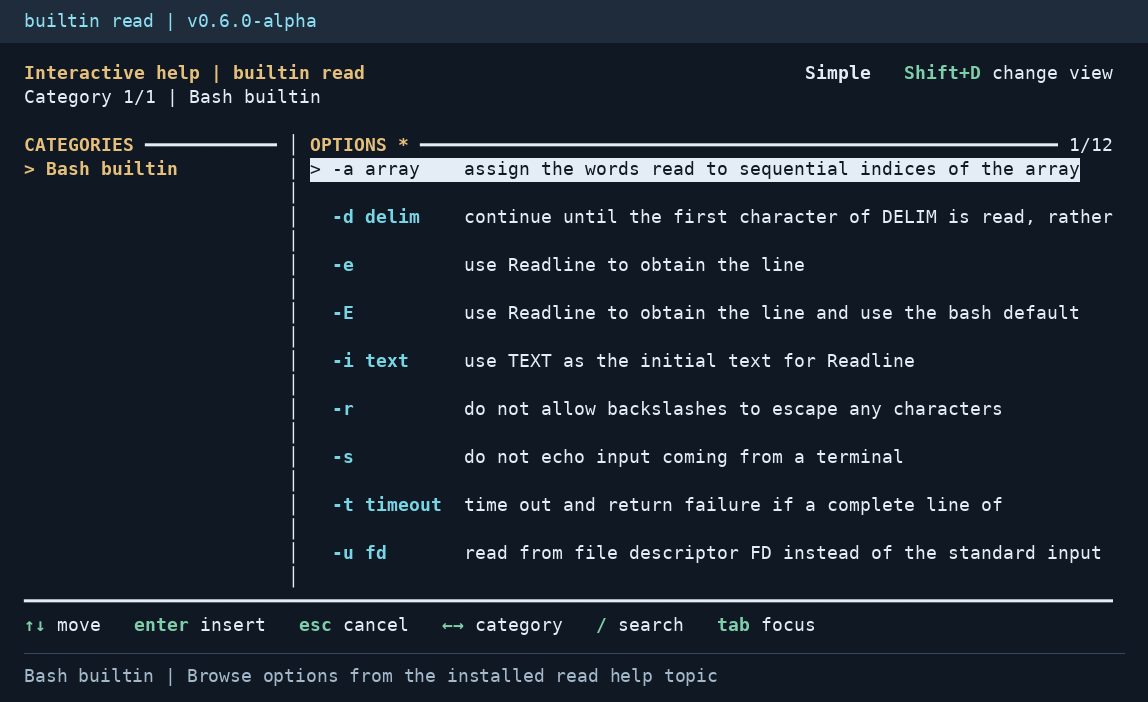 builtin read | v0.6.0-alpha
Interactive help | builtin read Simple Shift+D change view
Category 1/1 | Bash builtin
CATEGORIES OPTIONS * 1/12
> Bash builtin > -a array assign the words read to sequential indices of the array
-d delim continue until the first character of DELIM is read, rather
-e use Readline to obtain the line
-E use Readline to obtain the line and use the bash default
-i text use TEXT as the initial text for Readline
-r do not allow backslashes to escape any characters
-s do not echo input coming from a terminal
-t timeout time out and return failure if a complete line of
-u fd read from file descriptor FD instead of the standard input
↑↓ move enter insert esc cancel ←→ category / search tab focus
Bash builtin | Browse options from the installed read help topic